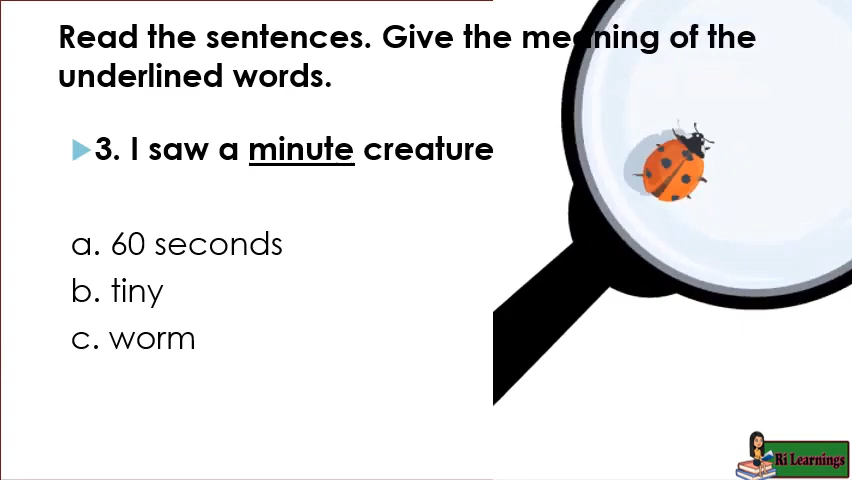 Read the sentences. Give the meaning of the
underlined words.
3. I saw a minute creature
a. 60 seconds
b. tiny
c. worm
Ri Learnings